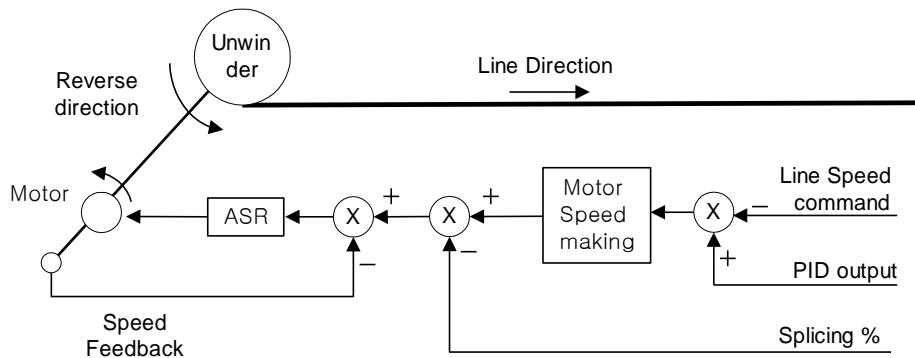 Unwin
der
Reverse
direction
Line Direction
Motor
ASR
X
+
X
+
Motor
Speed
making
X
−
Line Speed
command
−
−
+
PID output
Speed
Feedback
Splicing %